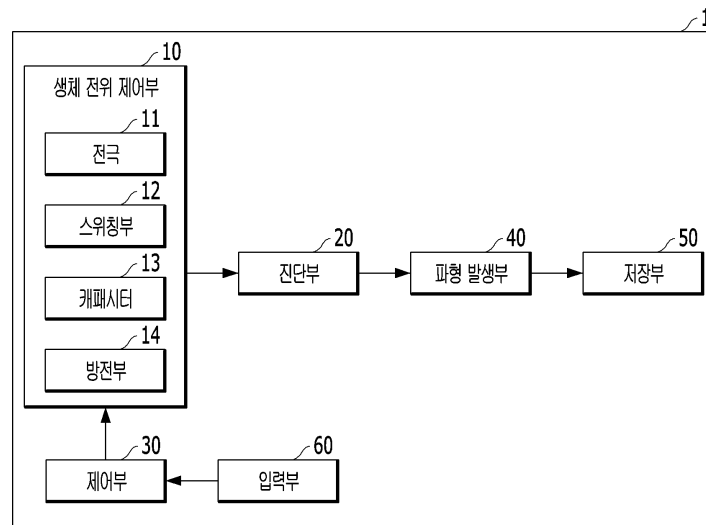 1
10
생체 전위 제어부
11
전극
12
스위칭부
13
캐패시터
14
방전부
20
진단부
40
파형 발생부
50
저장부
30
제어부
60
입력부